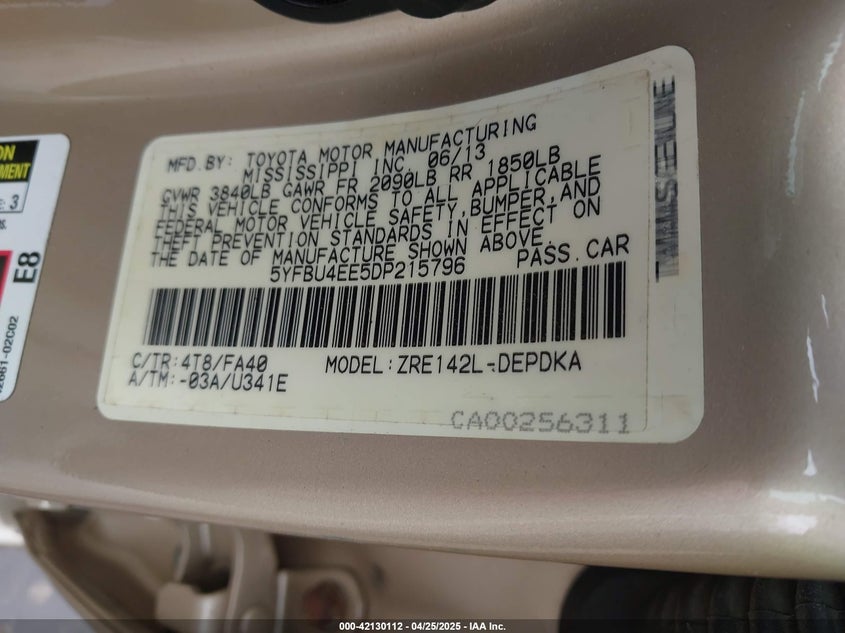 MFD.BY: TOYOTA MOTOR MANUFACTURING
MISSISSIPPI INC. 06/13
GVWR 3840LB GAWR FR 2090LB RR 1850LB
THIS VEHICLE CONFORMS TO ALL APPLICABLE
FEDERAL MOTOR VEHICLE SAFETY,BUMPER,AND
THEFT PREVENTION STANDARDS IN EFFECT ON
THE DATE OF MANUFACTURE SHOWN ABOVE.
5YFBU4EE5DP215796 PASS.CAR
C/TR:4T8/FA40 MODEL:ZRE142L-DEPDKA
A/TM:-03A/U341E
CA00256311
ON
3
E8
000-42130112 - 04/25/2025 - IAA Inc.